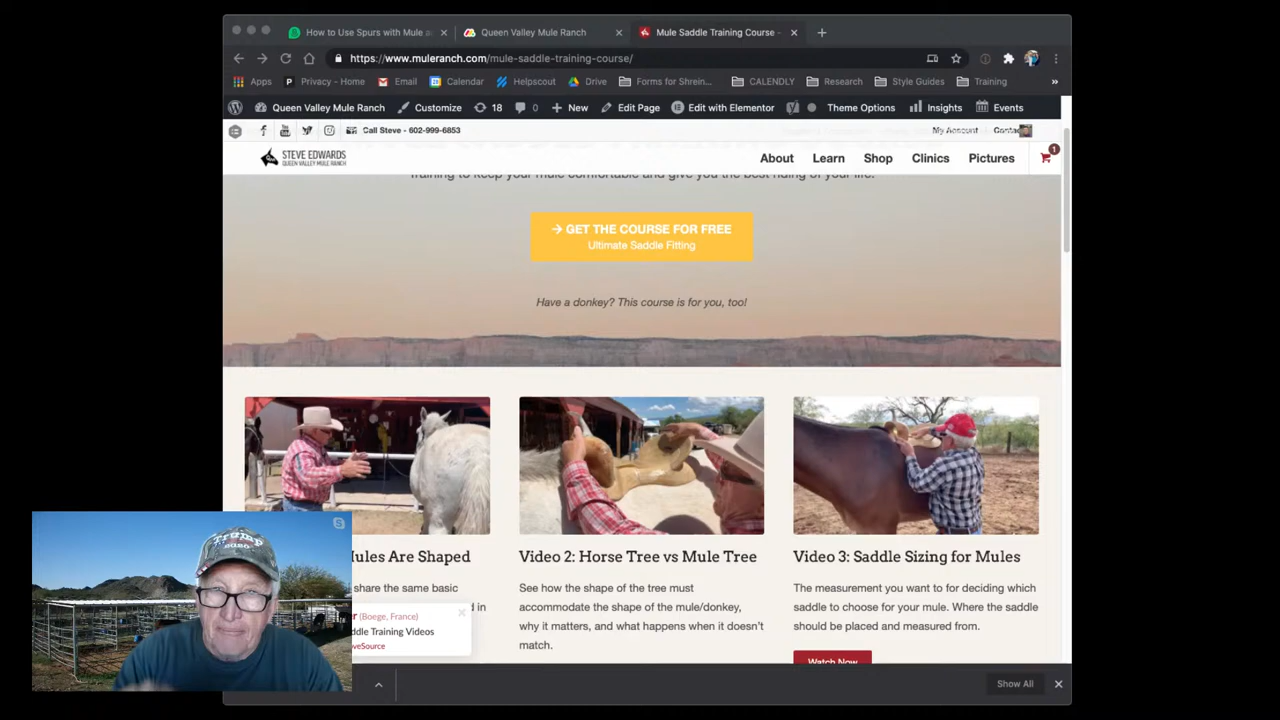 How to Use Spurs with Mule a
Queen Valley Mule Ranch
Mule Saddle Training Course -
https://www.muleranch.com/mule-saddle-training-course/
Apps
Privacy - Home
Email
Calendar
Helpscout
Drive
Forms for Shrein...
CALENDLY
Research
Style Guides
Training
Queen Valley Mule Ranch
Customize
18
0
New
Edit Page
Edit with Elementor
Theme Options
Insights
Events
Call Steve - 602-999-6853
My Account
Contac
STEVE EDWARDS
QUEEN VALLEY MULE RANCH
About
Learn
Shop
Clinics
Pictures
1
Training to keep your mule comfortable and give you the best riding of your life.
→ GET THE COURSE FOR FREE
Ultimate Saddle Fitting
Have a donkey? This course is for you, too!
Mules Are Shaped
share the same basic
d in
er (Boege, France)
ddle Training Videos
veSource
Video 2: Horse Tree vs Mule Tree
See how the shape of the tree must
accommodate the shape of the mule/donkey,
why it matters, and what happens when it doesn't
match.
Video 3: Saddle Sizing for Mules
The measurement you want to for deciding which
saddle to choose for your mule. Where the saddle
should be placed and measured from.
Watch Now
Trump
Show All